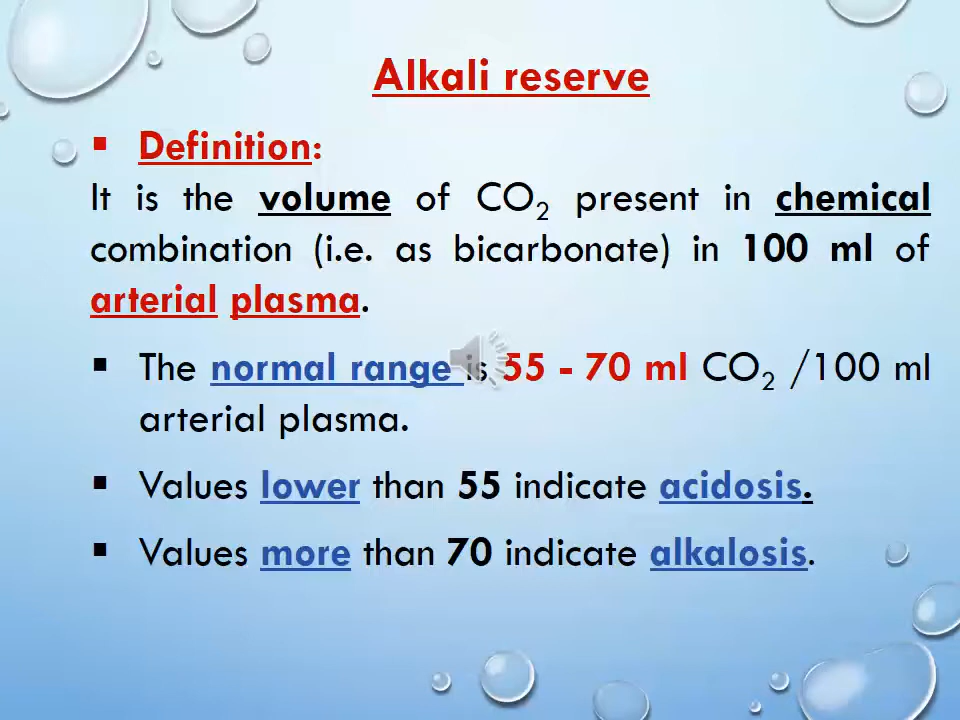 Alkali reserve
▪ Definition:
It is the volume of CO₂ present in chemical
combination (i.e. as bicarbonate) in 100 ml of
arterial plasma.
▪ The normal range is 55 - 70 ml CO₂ /100 ml
arterial plasma.
▪ Values lower than 55 indicate acidosis.
▪ Values more than 70 indicate alkalosis.